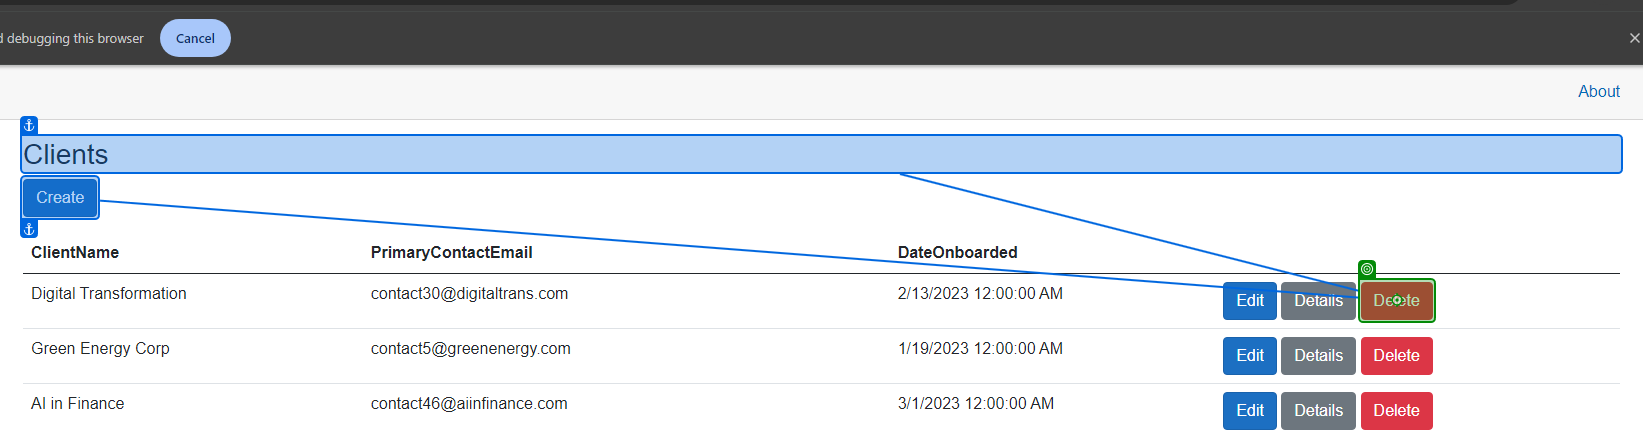 debugging this browser Cancel
About
Clients
Create
ClientName PrimaryContactEmail DateOnboarded
Digital Transformation contact30@digitaltrans.com 2/13/2023 12:00:00 AM Edit Details Delete
Green Energy Corp contact5@greenenergy.com 1/19/2023 12:00:00 AM Edit Details Delete
AI in Finance contact46@aiinfinance.com 3/1/2023 12:00:00 AM Edit Details Delete